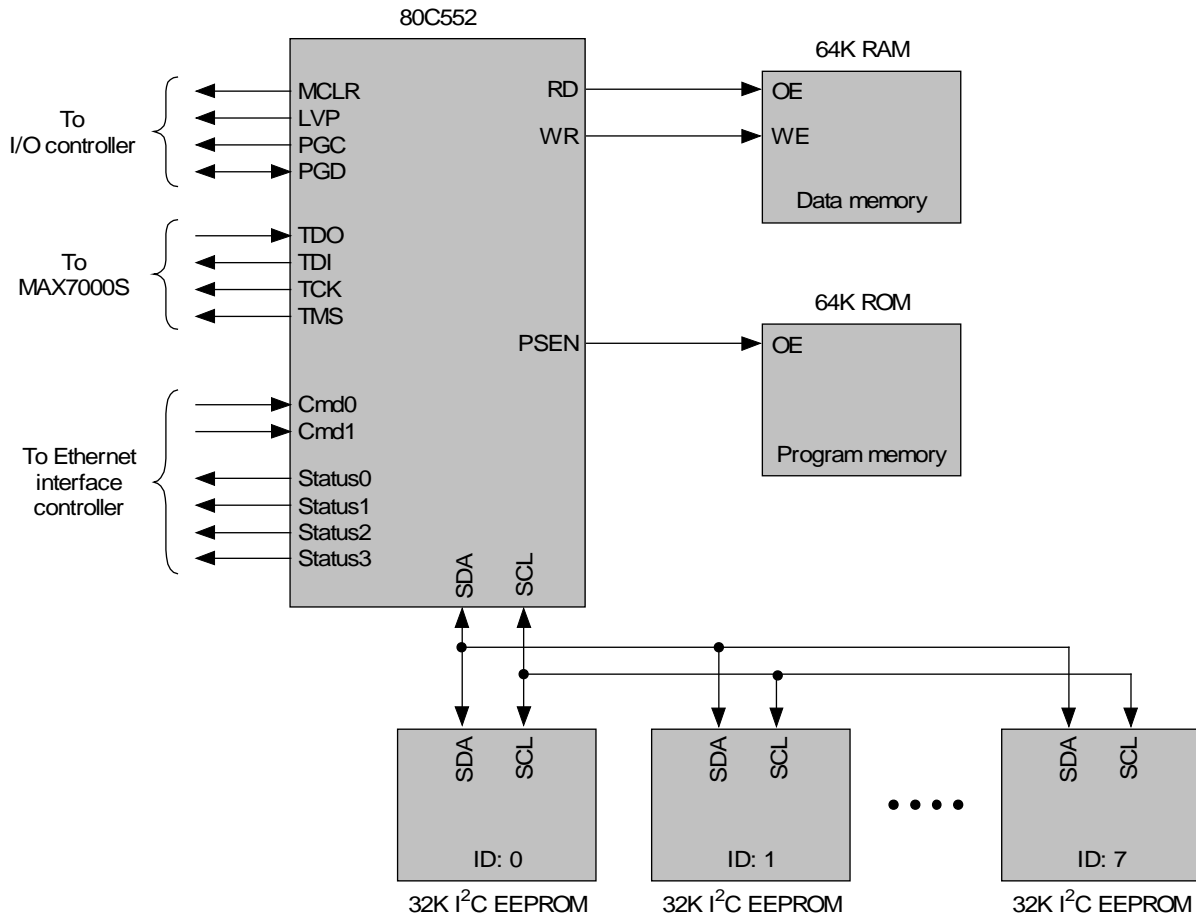 80C552
To
I/O controller
MCLR
LVP
PGC
PGD
To
MAX7000S
TDO
TDI
TCK
TMS
To Ethernet
interface
controller
Cmd0
Cmd1
Status0
Status1
Status2
Status3
RD
WR
PSEN
SDA
SCL
64K RAM
OE
WE
Data memory
64K ROM
OE
Program memory
SDA
SCL
ID: 0
32K I²C EEPROM
SDA
SCL
ID: 1
32K I²C EEPROM
SDA
SCL
ID: 7
32K I²C EEPROM